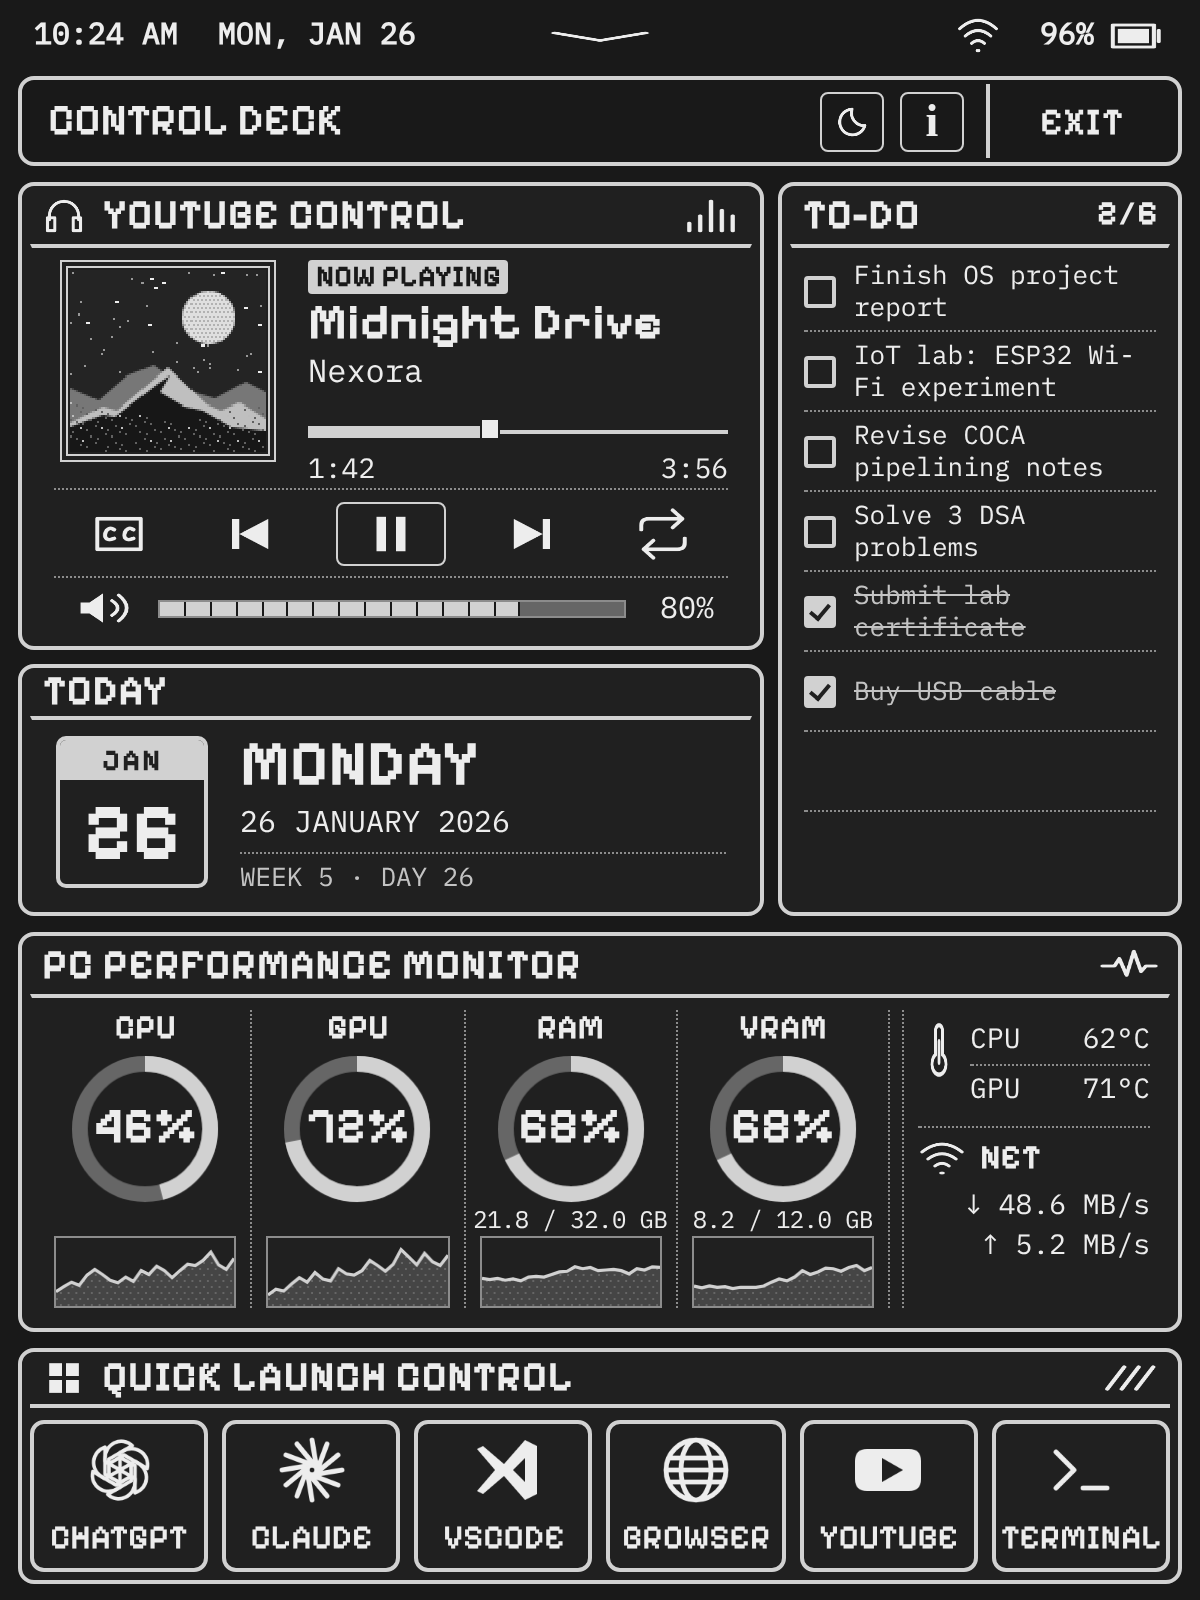 10:24 AM MON, JAN 26 96%
CONTROL DECK i EXIT
YOUTUBE CONTROL
NOW PLAYING
Midnight Drive
Nexora
1:42 3:56
CC
80%
TO-DO 2/6
Finish OS project
report
IoT lab: ESP32 Wi-
Fi experiment
Revise COCA
pipelining notes
Solve 3 DSA
problems
Submit lab
certificate
Buy USB cable
TODAY
JAN
26
MONDAY
26 JANUARY 2026
WEEK 5 · DAY 26
PC PERFORMANCE MONITOR
CPU
46%
GPU
72%
RAM
68%
21.8 / 32.0 GB
VRAM
68%
8.2 / 12.0 GB
CPU 62°C
GPU 71°C
NET
↓ 48.6 MB/s
↑ 5.2 MB/s
QUICK LAUNCH CONTROL
CHATGPT
CLAUDE
VSCODE
BROWSER
YOUTUBE
TERMINAL